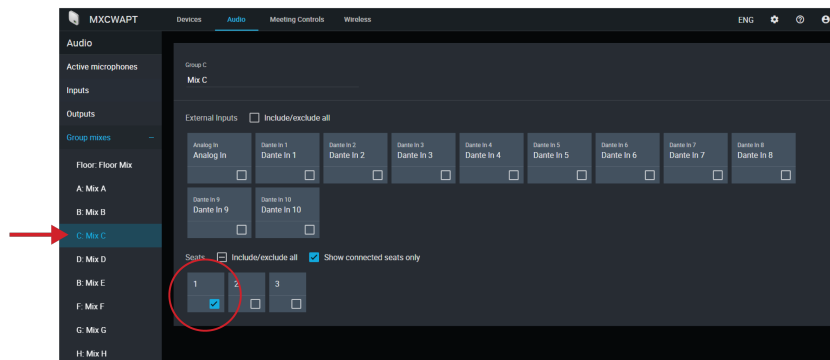 MXCWAPT
Devices
Audio
Meeting Controls
Wireless
ENG
Audio
Active microphones
Inputs
Outputs
Group mixes
Floor: Floor Mix
A: Mix A
B: Mix B
C: Mix C
D: Mix D
B: Mix E
F: Mix F
G: Mix G
H: Mix H
Group C
Mix C
External Inputs Include/exclude all
Analog In
Analog In
Dante In 1
Dante In 1
Dante In 2
Dante In 2
Dante In 3
Dante In 3
Dante In 4
Dante In 4
Dante In 5
Dante In 5
Dante In 6
Dante In 6
Dante In 7
Dante In 7
Dante In 8
Dante In 8
Dante In 9
Dante In 9
Dante In 10
Dante In 10
Seats Include/exclude all Show connected seats only
1
2
3